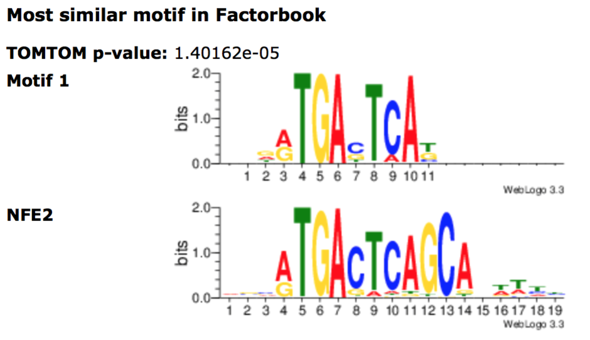 Most similar motif in Factorbook
TOMTOM p-value: 1.40162e-05
Motif 1
2.0
bits
1.0
0.0
1 2 3 4 5 6 7 8 9 10 11
WebLogo 3.3
NFE2
2.0
bits
1.0
0.0
1 2 3 4 5 6 7 8 9 10 11 12 13 14 15 16 17 18 19
WebLogo 3.3